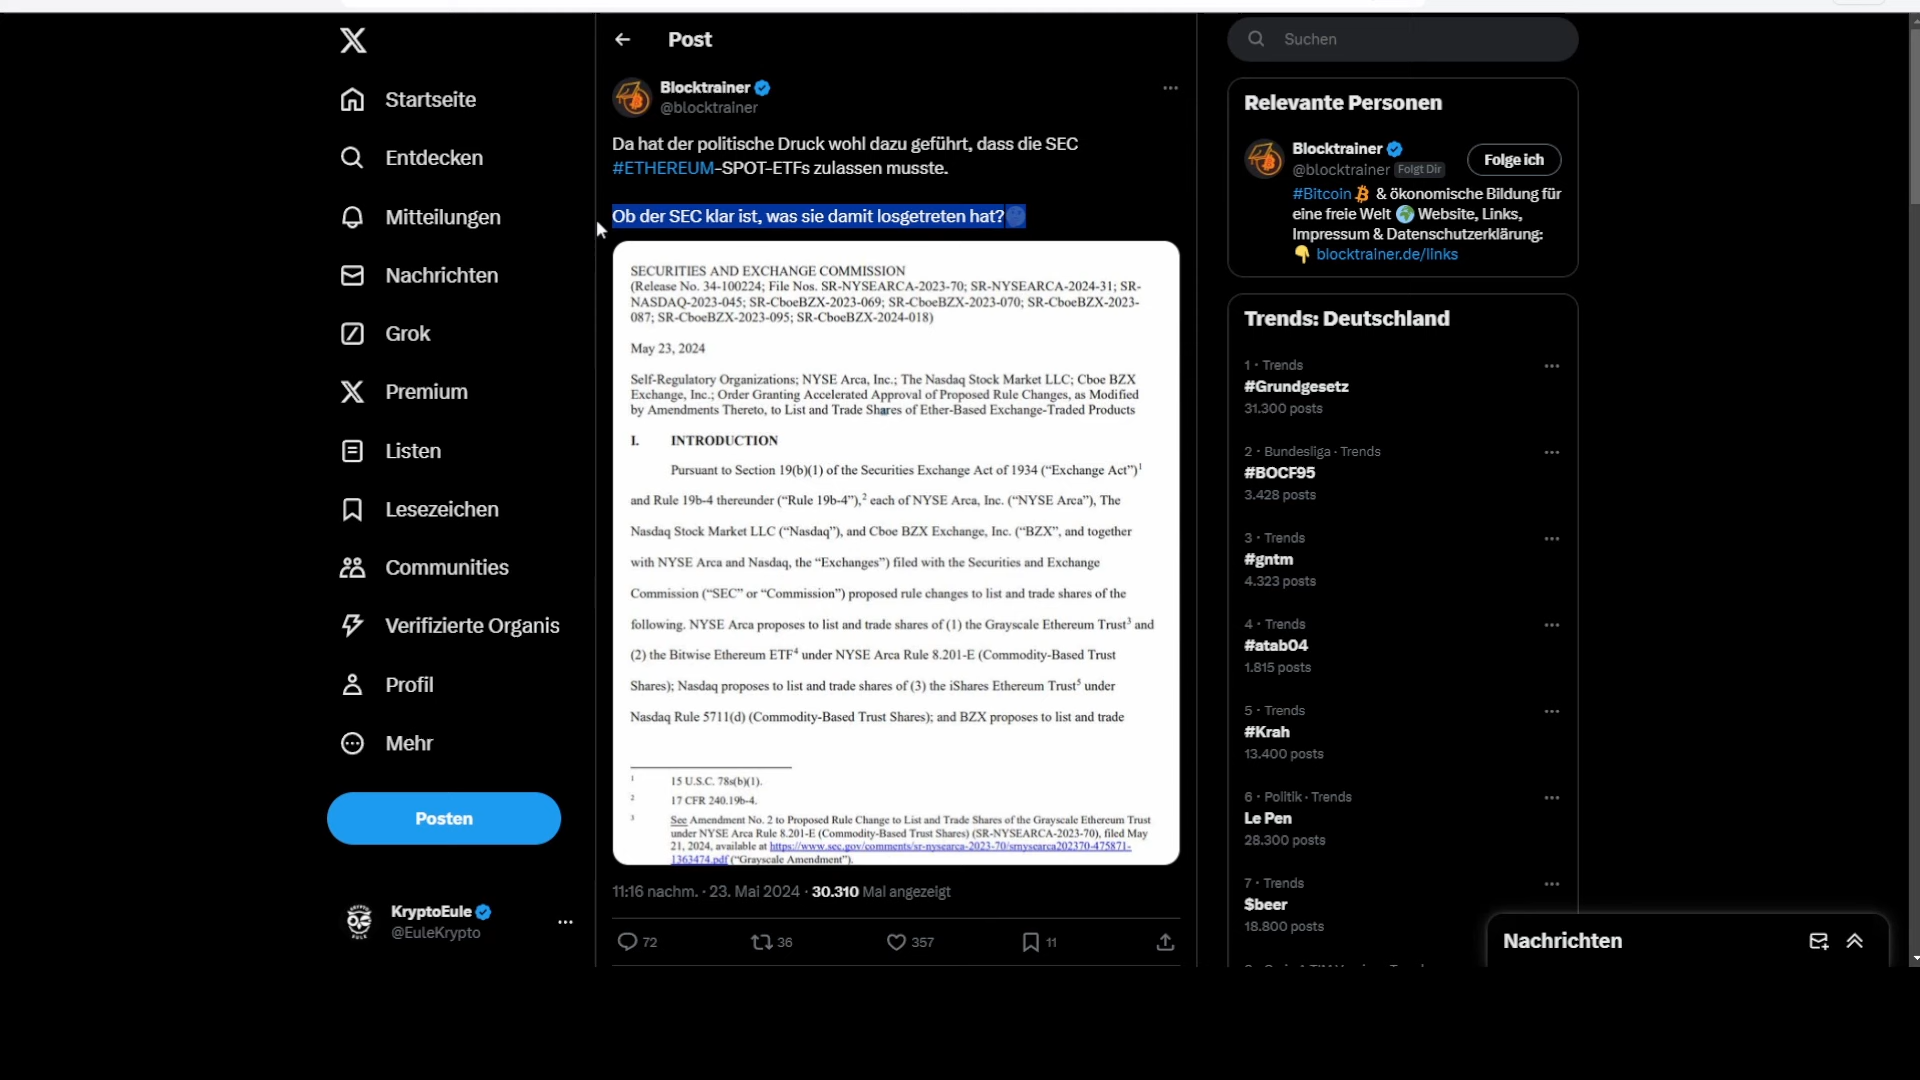 Startseite
Entdecken
Mitteilungen
Nachrichten
Grok
Premium
Listen
Lesezeichen
Communities
Verifizierte Organis
Profil
Mehr
Posten
KryptoEule
@EuleKrypto
Post
Blocktrainer
@blocktrainer
Da hat der politische Druck wohl dazu geführt, dass die SEC
#ETHEREUM-SPOT-ETFs zulassen musste.
Ob der SEC klar ist, was sie damit losgetreten hat?
SECURITIES AND EXCHANGE COMMISSION
(Release No. 34-100224; File Nos. SR-NYSEARCA-2023-70; SR-NYSEARCA-2024-31; SR-
NASDAQ-2023-045; SR-CboeBZX-2023-069; SR-CboeBZX-2023-070; SR-CboeBZX-2023-
087; SR-CboeBZX-2023-095; SR-CboeBZX-2024-018)
May 23, 2024
Self-Regulatory Organizations; NYSE Arca, Inc.; The Nasdaq Stock Market LLC; Cboe BZX
Exchange, Inc.; Order Granting Accelerated Approval of Proposed Rule Changes, as Modified
by Amendments Thereto, to List and Trade Shares of Ether-Based Exchange-Traded Products
I. INTRODUCTION
Pursuant to Section 19(b)(1) of the Securities Exchange Act of 1934 (“Exchange Act”)1
and Rule 19b-4 thereunder (“Rule 19b-4”),2 each of NYSE Arca, Inc. (“NYSE Arca”), The
Nasdaq Stock Market LLC (“Nasdaq”), and Cboe BZX Exchange, Inc. (“BZX”, and together
with NYSE Arca and Nasdaq, the “Exchanges”) filed with the Securities and Exchange
Commission (“SEC” or “Commission”) proposed rule changes to list and trade shares of the
following. NYSE Arca proposes to list and trade shares of (1) the Grayscale Ethereum Trust3 and
(2) the Bitwise Ethereum ETF4 under NYSE Arca Rule 8.201-E (Commodity-Based Trust
Shares); Nasdaq proposes to list and trade shares of (3) the iShares Ethereum Trust5 under
Nasdaq Rule 5711(d) (Commodity-Based Trust Shares); and BZX proposes to list and trade
1 15 U.S.C. 78s(b)(1).
2 17 CFR 240.19b-4.
3 See Amendment No. 2 to Proposed Rule Change to List and Trade Shares of the Grayscale Ethereum Trust
under NYSE Arca Rule 8.201-E (Commodity-Based Trust Shares) (SR-NYSEARCA-2023-70), filed May
21, 2024, available at https://www.sec.gov/comments/sr-nysearca-2023-70/srnysearca202370-475871-
1363474.pdf (“Grayscale Amendment”).
11:16 nachm. · 23. Mai 2024 · 30.310 Mal angezeigt
72 36 357 11
Suchen
Relevante Personen
Blocktrainer
@blocktrainer Folgt Dir
Folge ich
#Bitcoin & ökonomische Bildung für
eine freie Welt Website, Links,
Impressum & Datenschutzerklärung:
blocktrainer.de/links
Trends: Deutschland
1 · Trends
#Grundgesetz
31.300 posts
2 · Bundesliga · Trends
#BOCF95
3.428 posts
3 · Trends
#gntm
4.323 posts
4 · Trends
#atab04
1.815 posts
5 · Trends
#Krah
13.400 posts
6 · Politik · Trends
Le Pen
28.300 posts
7 · Trends
$beer
18.800 posts
Nachrichten